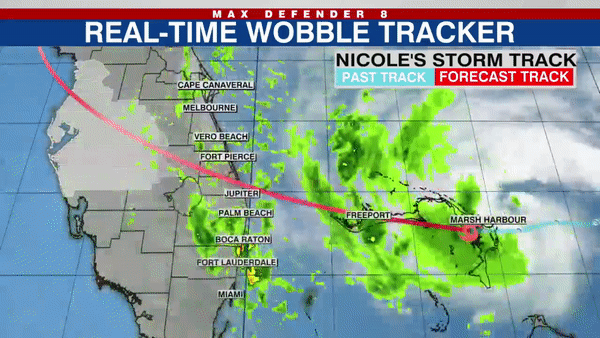 MAX DEFENDER 8
REAL-TIME WOBBLE TRACKER
NICOLE'S STORM TRACK
PAST TRACK FORECAST TRACK
CAPE CANAVERAL
MELBOURNE
VERO BEACH
FORT PIERCE
JUPITER
PALM BEACH
FREEPORT
MARSH HARBOUR
BOCA RATON
FORT LAUDERDALE
MIAMI